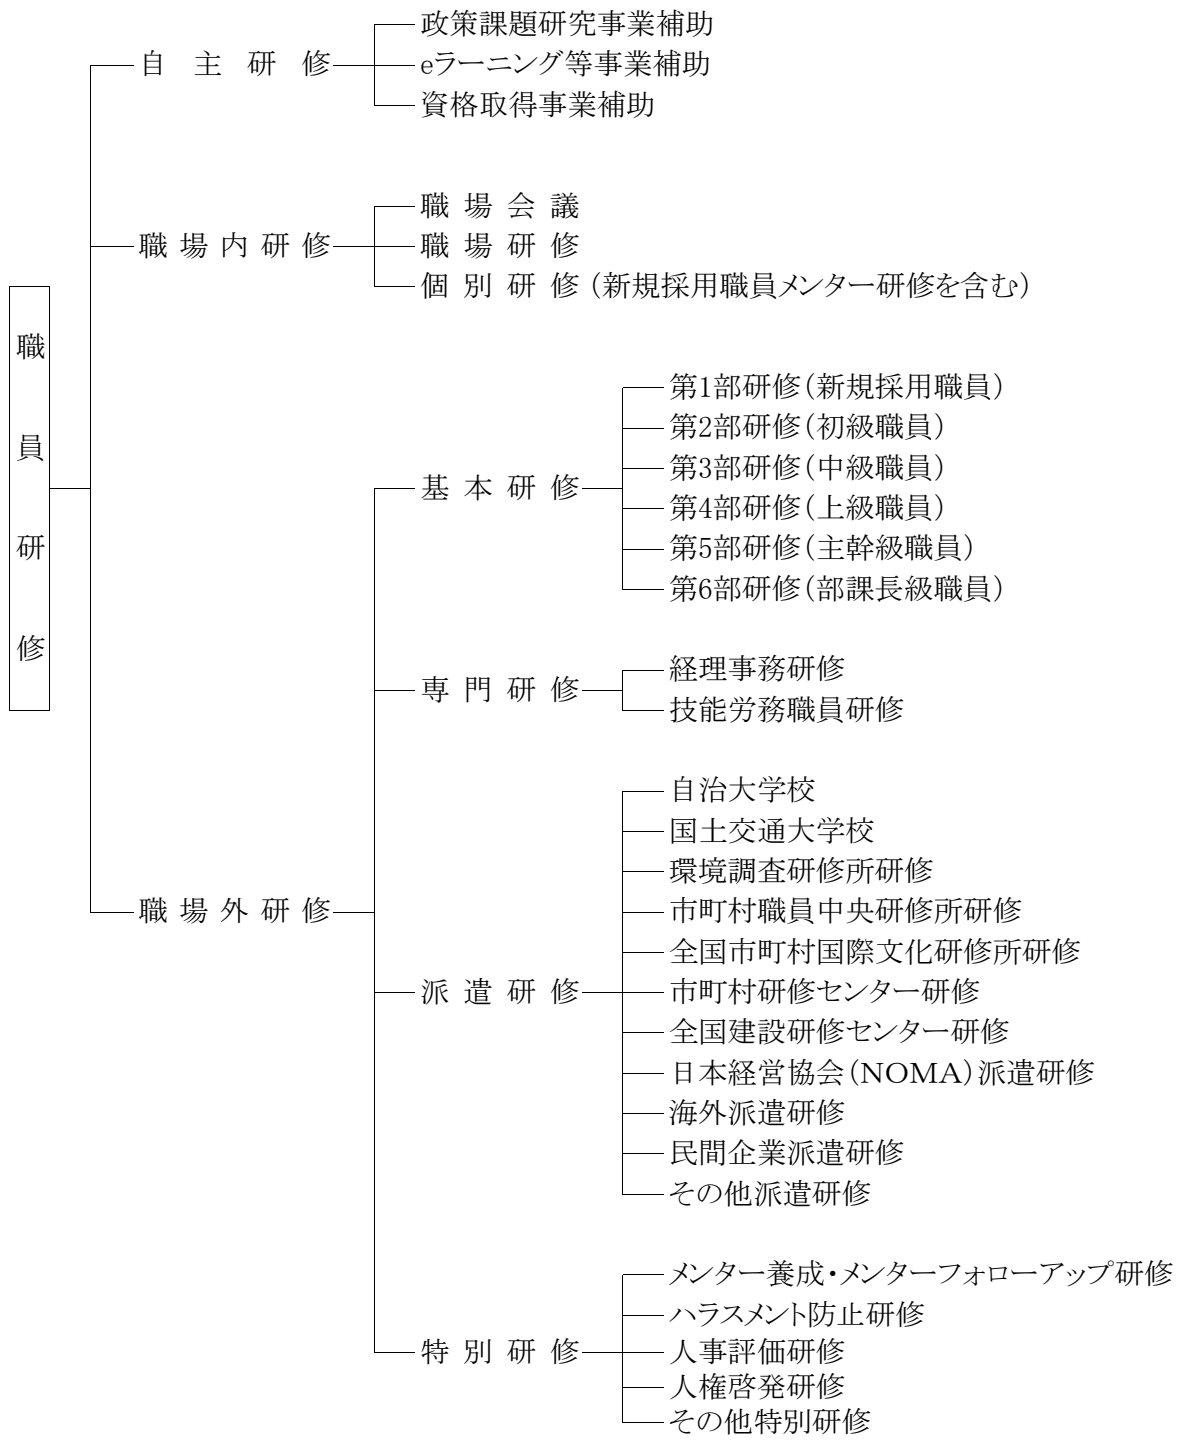 職員研修
自主研修
政策課題研究事業補助
eラーニング等事業補助
資格取得事業補助
職場内研修
職場会議
職場研修
個別研修（新規採用職員メンター研修を含む）
職場外研修
基本研修
第1部研修（新規採用職員）
第2部研修（初級職員）
第3部研修（中級職員）
第4部研修（上級職員）
第5部研修（主幹級職員）
第6部研修（部課長級職員）
専門研修
経理事務研修
技能労務職員研修
派遣研修
自治大学校
国土交通大学校
環境調査研修所研修
市町村職員中央研修所研修
全国市町村国際文化研修所研修
市町村研修センター研修
全国建設研修センター研修
日本経営協会（NOMA）派遣研修
海外派遣研修
民間企業派遣研修
その他派遣研修
特別研修
メンター養成・メンターフォローアップ研修
ハラスメント防止研修
人事評価研修
人権啓発研修
その他特別研修